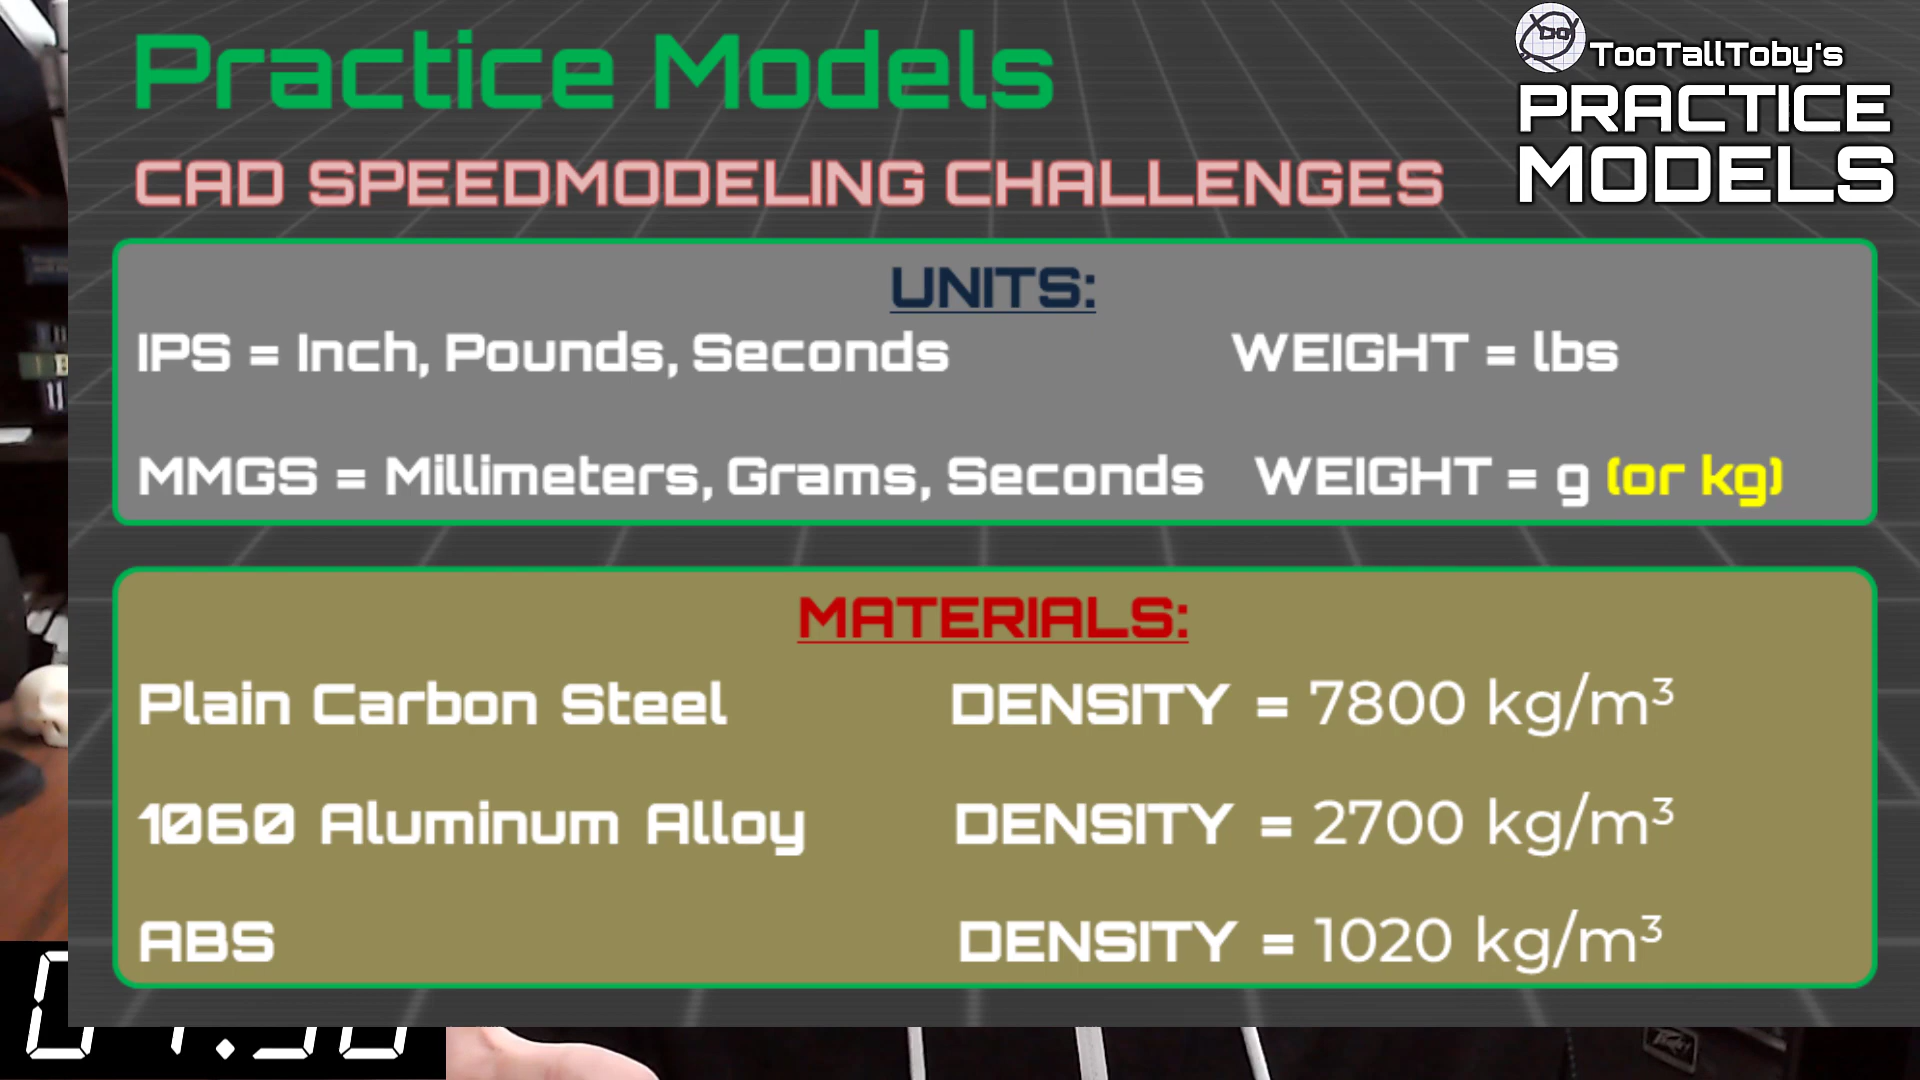 Practice Models
TooTallToby's
PRACTICE
MODELS
CAD SPEEDMODELING CHALLENGES
UNITS:
IPS = Inch, Pounds, Seconds WEIGHT = lbs
MMGS = Millimeters, Grams, Seconds WEIGHT = g (or kg)
MATERIALS:
Plain Carbon Steel DENSITY = 7800 kg/m³
1060 Aluminum Alloy DENSITY = 2700 kg/m³
ABS DENSITY = 1020 kg/m³